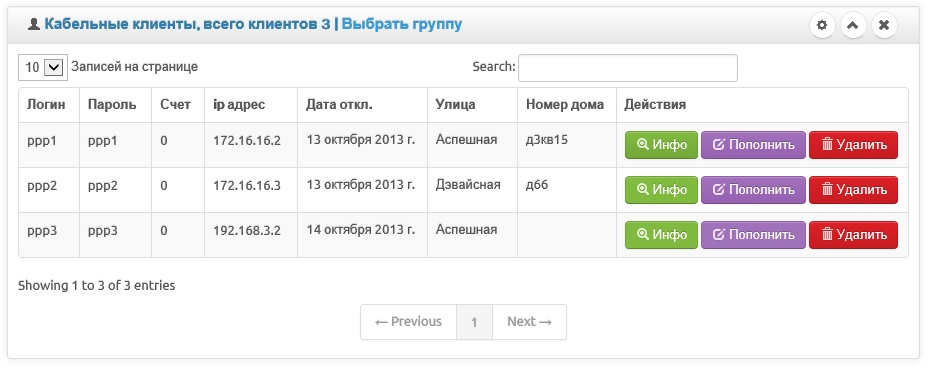 Кабельные клиенты, всего клиентов 3 | Выбрать группу
10 Записей на странице Search:
Логин Пароль Счет ip адрес Дата откл. Улица Номер дома Действия
ppp1 ppp1 0 172.16.16.2 13 октября 2013 г. Аспешная д3кв15 Инфо Пополнить Удалить
ppp2 ppp2 0 172.16.16.3 13 октября 2013 г. Дэвайсная д66 Инфо Пополнить Удалить
ppp3 ppp3 0 192.168.3.2 14 октября 2013 г. Аспешная Инфо Пополнить Удалить
Showing 1 to 3 of 3 entries
← Previous 1 Next →